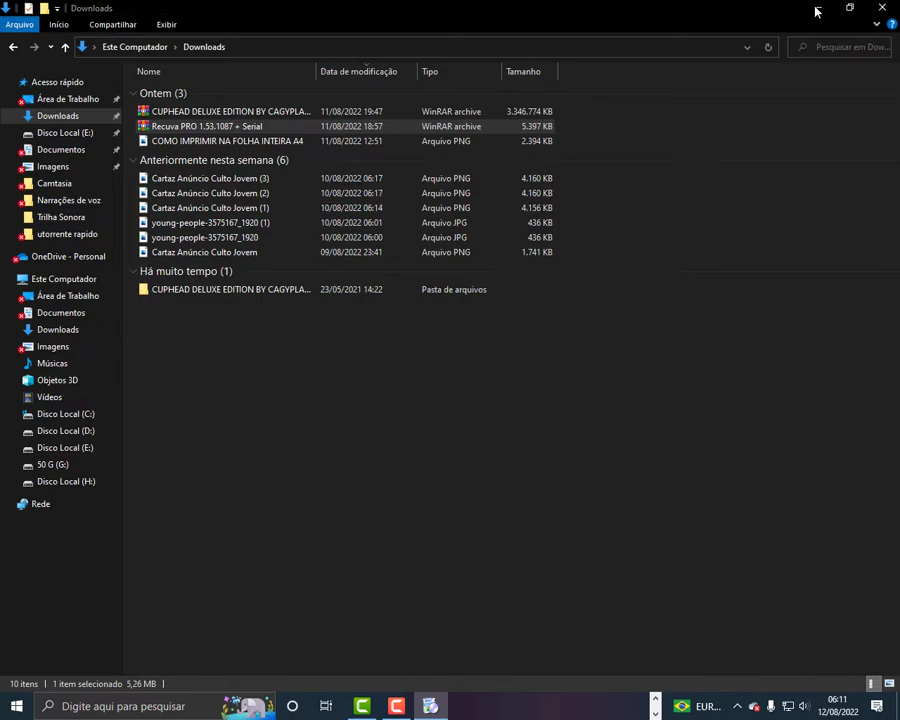 Downloads
Arquivo Início Compartilhar Exibir
Este Computador > Downloads
Pesquisar em Dow...
Nome Data de modificação Tipo Tamanho
Acesso rápido
Área de Trabalho
Downloads
Disco Local (E:)
Documentos
Imagens
Camtasia
Narrações de voz
Trilha Sonora
utorrente rapido
OneDrive - Personal
Este Computador
Área de Trabalho
Documentos
Downloads
Imagens
Músicas
Objetos 3D
Vídeos
Disco Local (C:)
Disco Local (D:)
Disco Local (E:)
50 G (G:)
Disco Local (H:)
Rede
Ontem (3)
CUPHEAD DELUXE EDITION BY CAGYPLA... 11/08/2022 19:47 WinRAR archive 3.346.774 KB
Recuva PRO 1.53.1087 + Serial 11/08/2022 18:57 WinRAR archive 5.397 KB
COMO IMPRIMIR NA FOLHA INTEIRA A4 11/08/2022 12:51 Arquivo PNG 2.394 KB
Anteriormente nesta semana (6)
Cartaz Anúncio Culto Jovem (3) 10/08/2022 06:17 Arquivo PNG 4.160 KB
Cartaz Anúncio Culto Jovem (2) 10/08/2022 06:17 Arquivo PNG 4.160 KB
Cartaz Anúncio Culto Jovem (1) 10/08/2022 06:14 Arquivo PNG 4.156 KB
young-people-3575167_1920 (1) 10/08/2022 06:01 Arquivo JPG 436 KB
young-people-3575167_1920 10/08/2022 06:00 Arquivo JPG 436 KB
Cartaz Anúncio Culto Jovem 09/08/2022 23:41 Arquivo PNG 1.741 KB
Há muito tempo (1)
CUPHEAD DELUXE EDITION BY CAGYPLA... 23/05/2021 14:22 Pasta de arquivos
10 itens 1 item selecionado 5,26 MB
Digite aqui para pesquisar
EUR...
06:11
12/08/2022